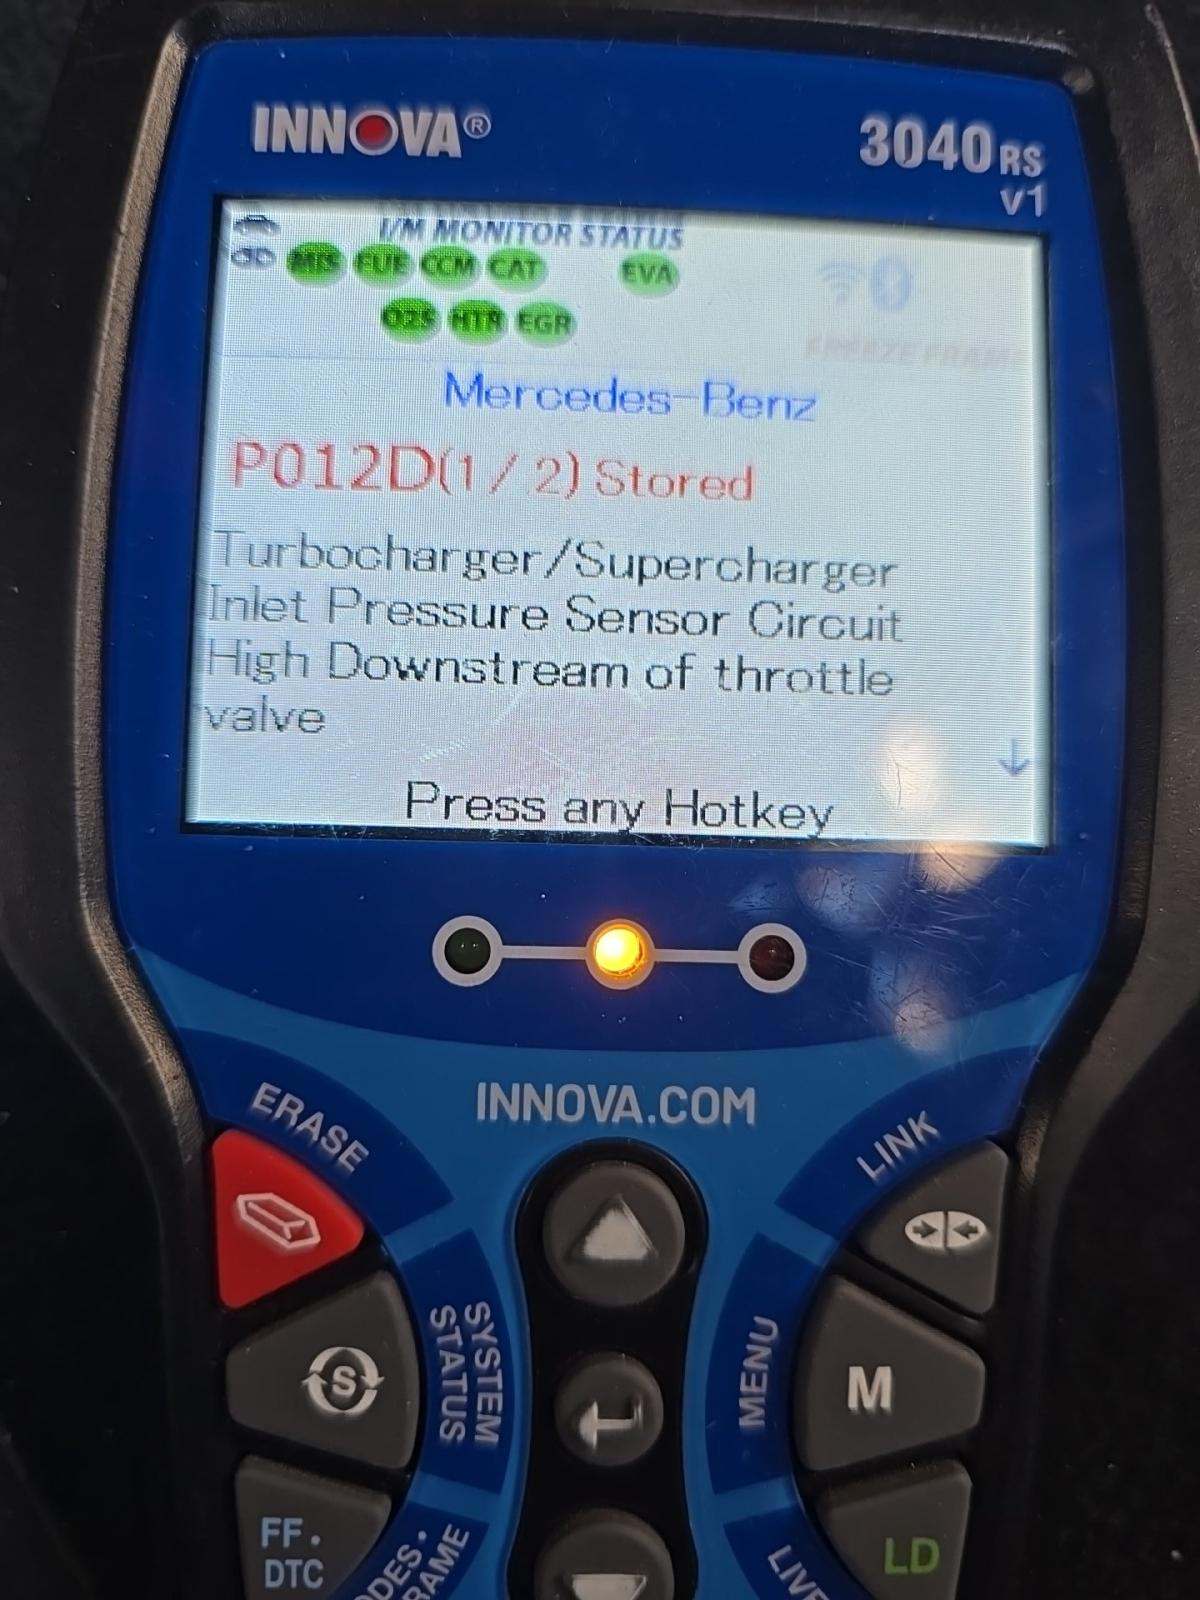 INNOVA®
3040RS
v1
I/M MONITOR STATUS
MIS FUE CCM CAT EVA
O2S HTR EGR
FREEZE FRAME
Mercedes-Benz
P012D(1/2) Stored
Turbocharger/Supercharger
Inlet Pressure Sensor Circuit
High Downstream of throttle
valve
Press any Hotkey
INNOVA.COM
ERASE
LINK
SYSTEM
STATUS
S
MENU
M
FF.
DTC
LD